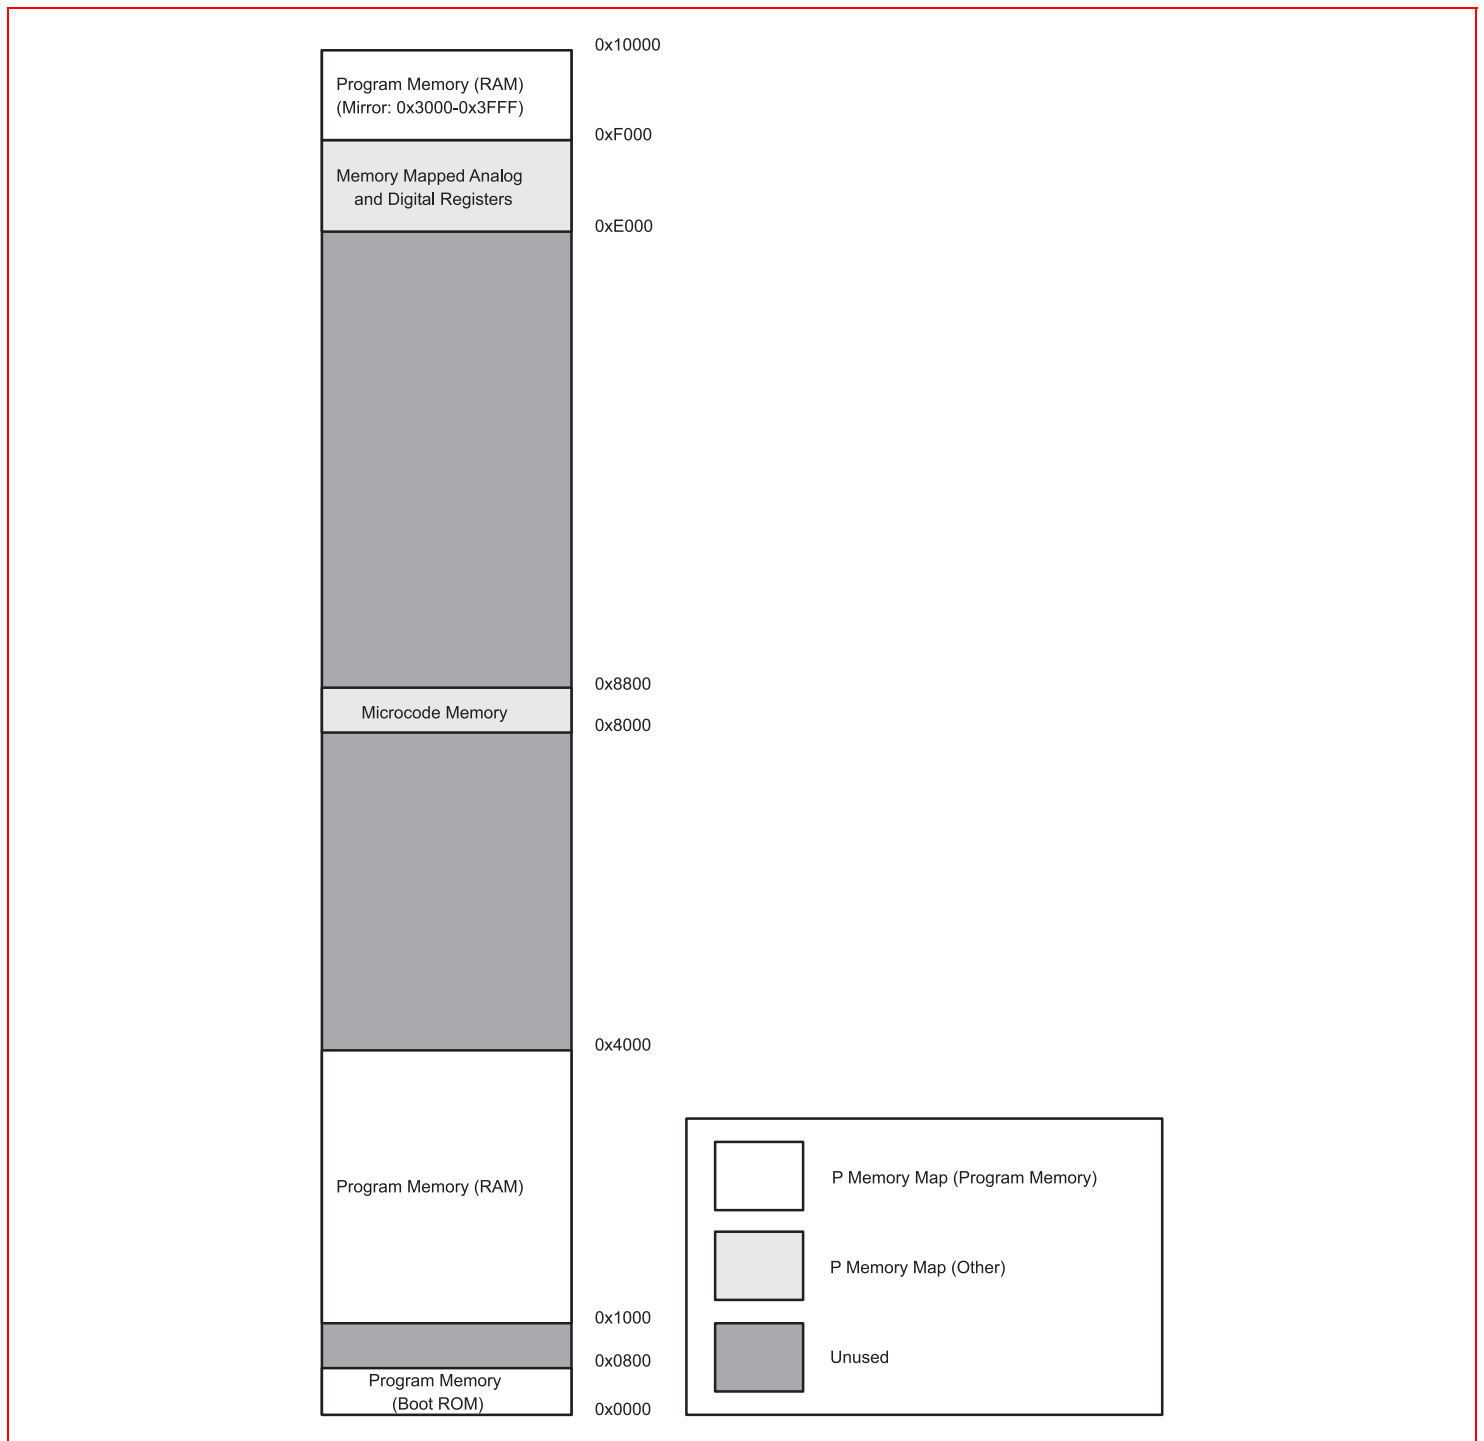 0x10000
Program Memory (RAM)
(Mirror: 0x3000-0x3FFF)
0xF000
Memory Mapped Analog
and Digital Registers
0xE000
0x8800
Microcode Memory
0x8000
0x4000
Program Memory (RAM)
0x1000
0x0800
Program Memory
(Boot ROM)
0x0000
P Memory Map (Program Memory)
P Memory Map (Other)
Unused